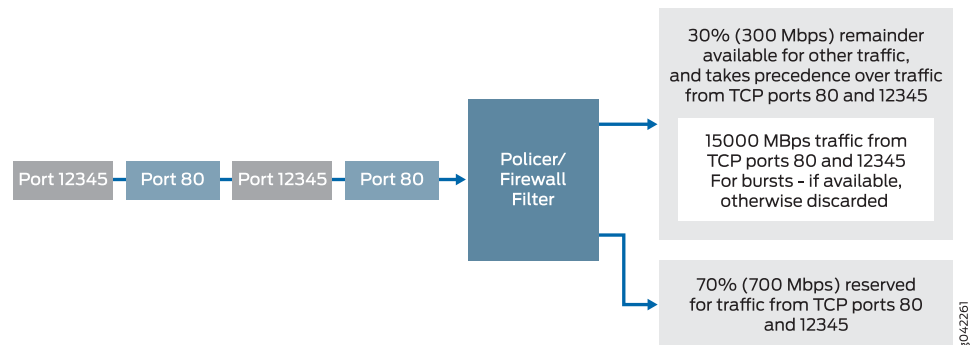 Port 12345
Port 80
Port 12345
Port 80
Policer/
Firewall
Filter
30% (300 Mbps) remainder
available for other traffic,
and takes precedence over traffic
from TCP ports 80 and 12345
15000 MBps traffic from
TCP ports 80 and 12345
For bursts - if available,
otherwise discarded
70% (700 Mbps) reserved
for traffic from TCP ports 80
and 12345
g042261